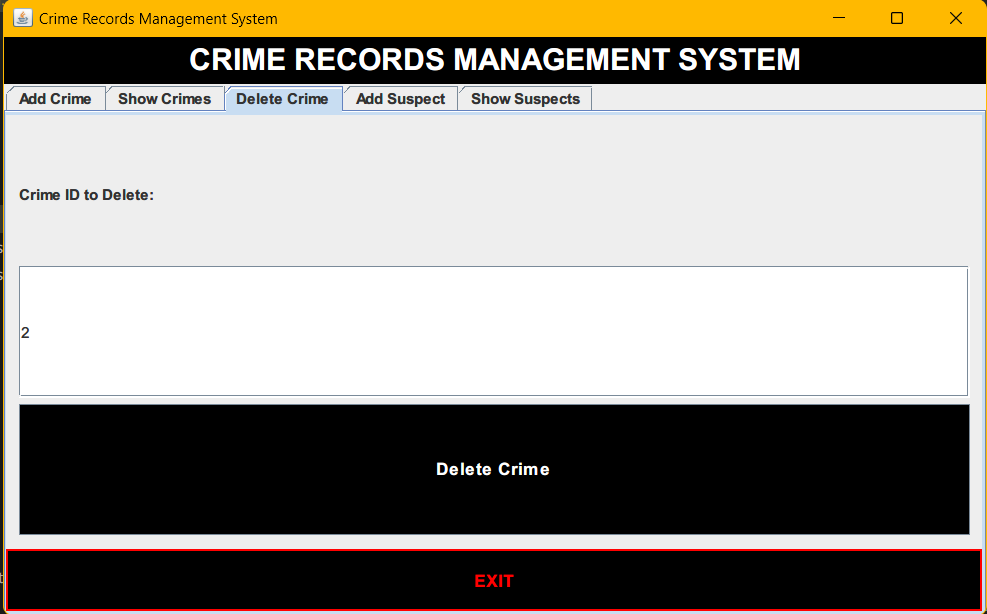 Crime Records Management System
CRIME RECORDS MANAGEMENT SYSTEM
Add Crime Show Crimes Delete Crime Add Suspect Show Suspects
Crime ID to Delete:
2
Delete Crime
EXIT